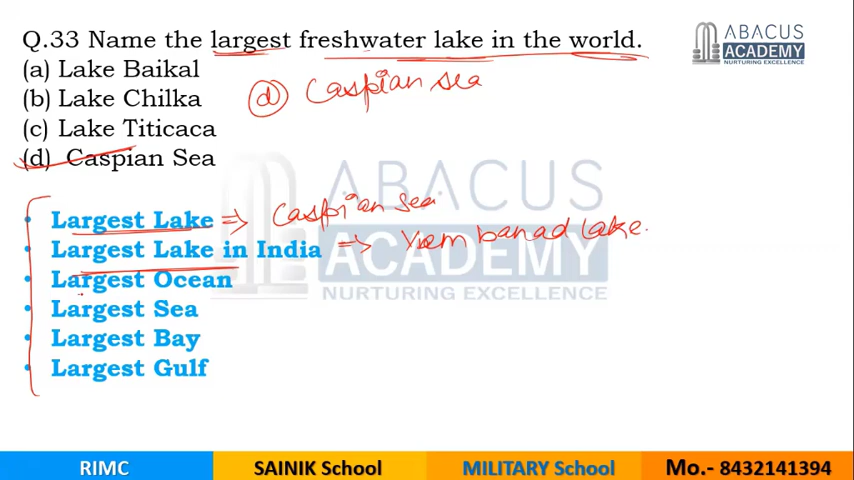 Q.33 Name the largest freshwater lake in the world.
(a) Lake Baikal
(b) Lake Chilka
(c) Lake Titicaca
(d) Caspian Sea
(d) Caspian sea
Largest Lake => Caspian sea
Largest Lake in India => Vembanad Lake.
Largest Ocean
Largest Sea
Largest Bay
Largest Gulf
ABACUS
ACADEMY
NURTURING EXCELLENCE
ABACUS
ACADEMY
NURTURING EXCELLENCE
RIMC SAINIK School MILITARY School Mo.- 8432141394